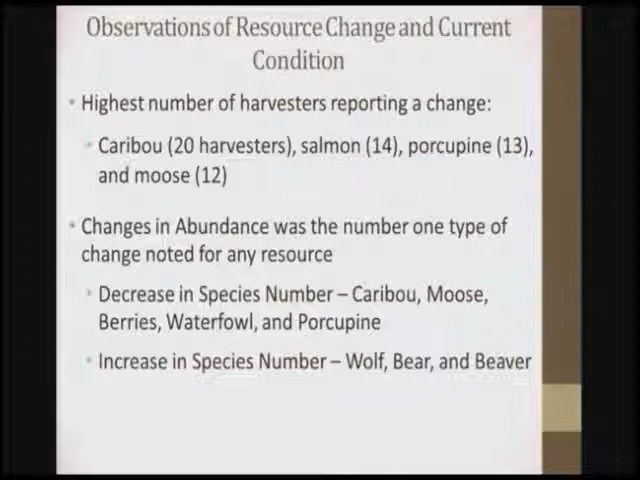 Observations of Resource Change and Current
Condition
• Highest number of harvesters reporting a change:
• Caribou (20 harvesters), salmon (14), porcupine (13),
and moose (12)
• Changes in Abundance was the number one type of
change noted for any resource
• Decrease in Species Number – Caribou, Moose,
Berries, Waterfowl, and Porcupine
• Increase in Species Number – Wolf, Bear, and Beaver